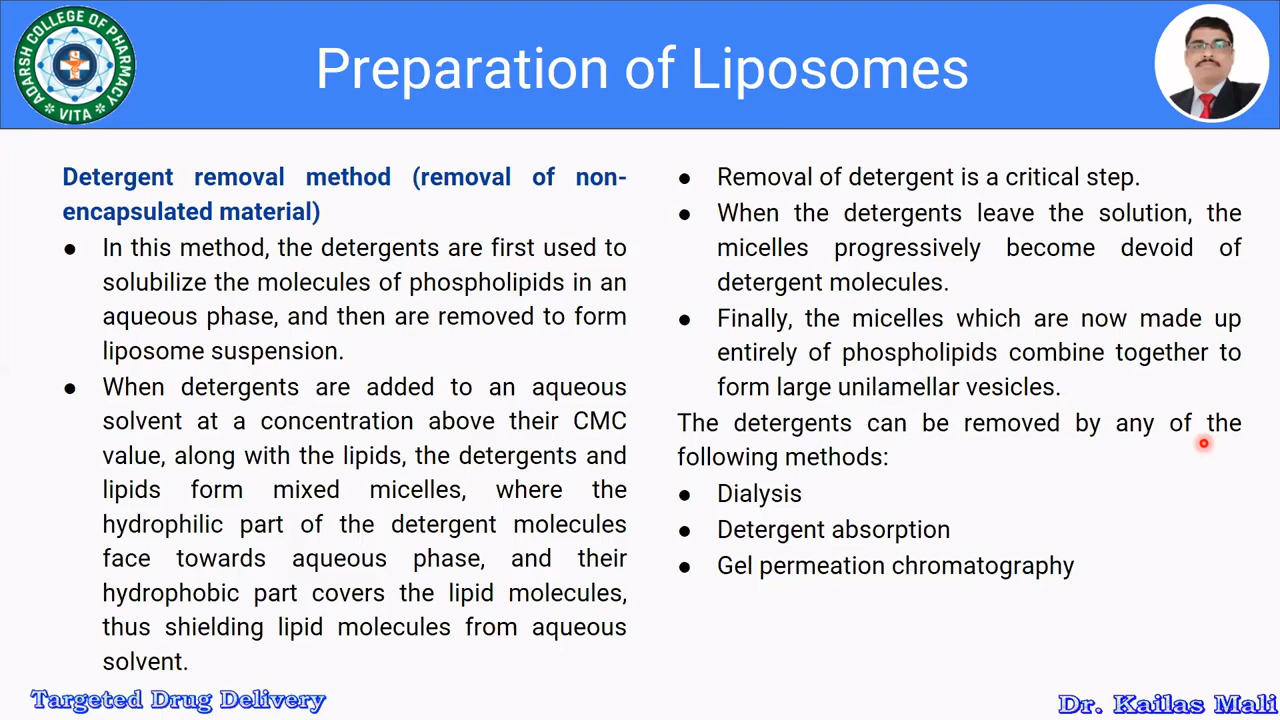 ADARSH COLLEGE OF PHARMACY
VITA
Preparation of Liposomes
Detergent removal method (removal of non-
encapsulated material)
● In this method, the detergents are first used to
solubilize the molecules of phospholipids in an
aqueous phase, and then are removed to form
liposome suspension.
● When detergents are added to an aqueous
solvent at a concentration above their CMC
value, along with the lipids, the detergents and
lipids form mixed micelles, where the
hydrophilic part of the detergent molecules
face towards aqueous phase, and their
hydrophobic part covers the lipid molecules,
thus shielding lipid molecules from aqueous
solvent.
● Removal of detergent is a critical step.
● When the detergents leave the solution, the
micelles progressively become devoid of
detergent molecules.
● Finally, the micelles which are now made up
entirely of phospholipids combine together to
form large unilamellar vesicles.
The detergents can be removed by any of the
following methods:
● Dialysis
● Detergent absorption
● Gel permeation chromatography
Targeted Drug Delivery
Dr. Kailas Mali